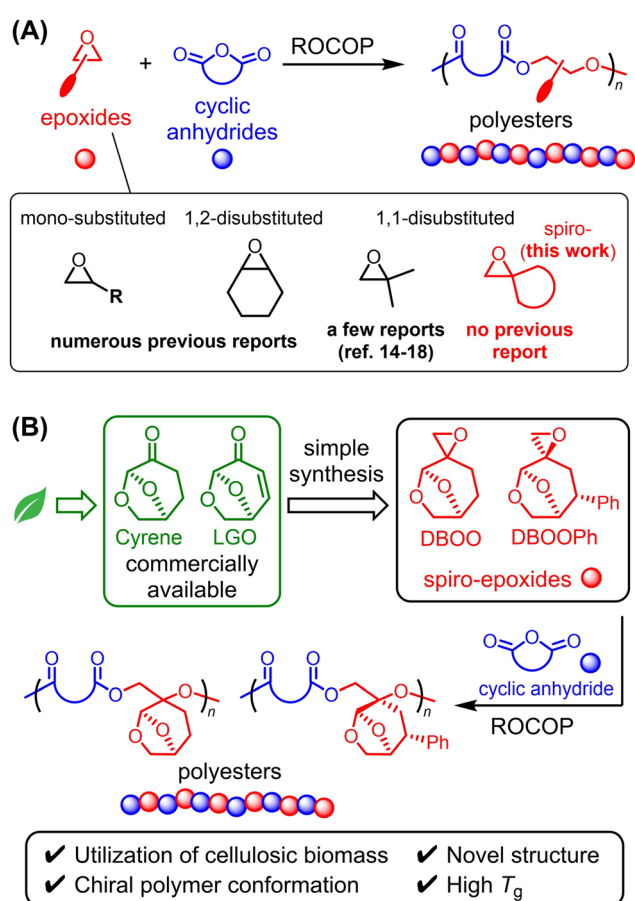 (A)
O
+
O O O
ROCOP
epoxides
cyclic
anhydrides
O O
O
O
n
polyesters
mono-substituted
1,2-disubstituted
1,1-disubstituted
spiro-
(this work)
O
R
O
O
O
numerous previous reports
a few reports
(ref. 14-18)
no previous
report
(B)
O
O
O
Cyrene
O
O
O
LGO
commercially
available
simple
synthesis
O
O
O
DBOO
O
O
O
Ph
DBOOPh
spiro-epoxides
O O O
cyclic anhydride
ROCOP
O O
O
O
n
O
O
O O
O
O
n
O
O
Ph
polyesters
✔ Utilization of cellulosic biomass
✔ Novel structure
✔ Chiral polymer conformation
✔ High Tg